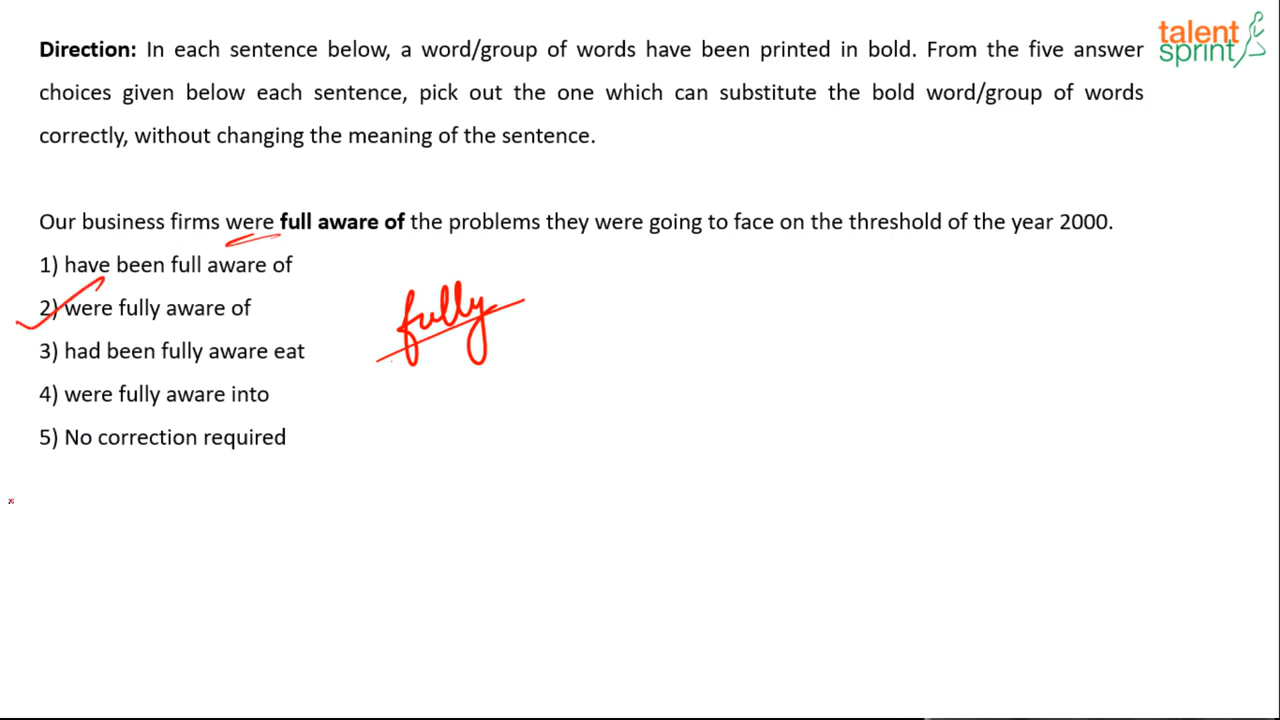 talent
sprint
Direction: In each sentence below, a word/group of words have been printed in bold. From the five answer
choices given below each sentence, pick out the one which can substitute the bold word/group of words
correctly, without changing the meaning of the sentence.
Our business firms were full aware of the problems they were going to face on the threshold of the year 2000.
1) have been full aware of
2) were fully aware of
3) had been fully aware eat
4) were fully aware into
5) No correction required
fully